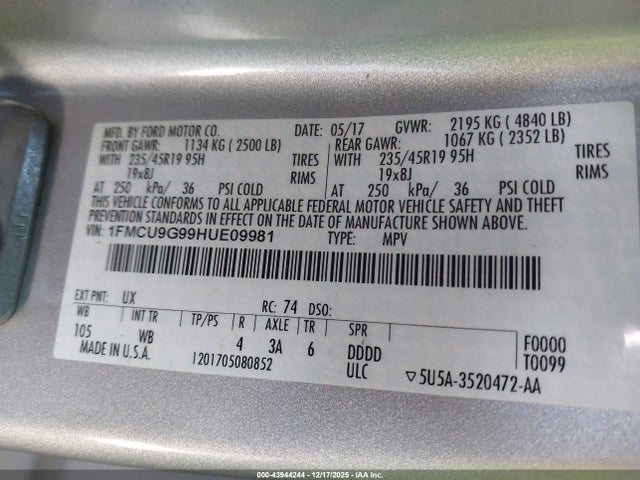 MFD. BY FORD MOTOR CO. DATE: 05/17 GVWR: 2195 KG ( 4840 LB)
FRONT GAWR: 1134 KG ( 2500 LB) REAR GAWR: 1067 KG ( 2352 LB)
WITH 235/45R19 95H TIRES WITH 235/45R19 95H TIRES
19x8J RIMS 19x8J RIMS
AT 250 kPa/ 36 PSI COLD AT 250 kPa/ 36 PSI COLD
THIS VEHICLE CONFORMS TO ALL APPLICABLE FEDERAL MOTOR VEHICLE SAFETY AND THEFT
PREVENTION STANDARDS IN EFFECT ON THE DATE OF MANUFACTURE SHOWN ABOVE.
VIN: 1FMCU9G99HUE09981 TYPE: MPV
EXT PNT: UX RC: 74 DSO:
WB INT TR TP/PS R AXLE TR SPR
105 WB 4 3A 6 DDDD F0000
MADE IN U.S.A. 1201705080852 ULC ▽5U5A-3520472-AA T0099
000-43944244 | 12/17/2025 | IAA Inc.